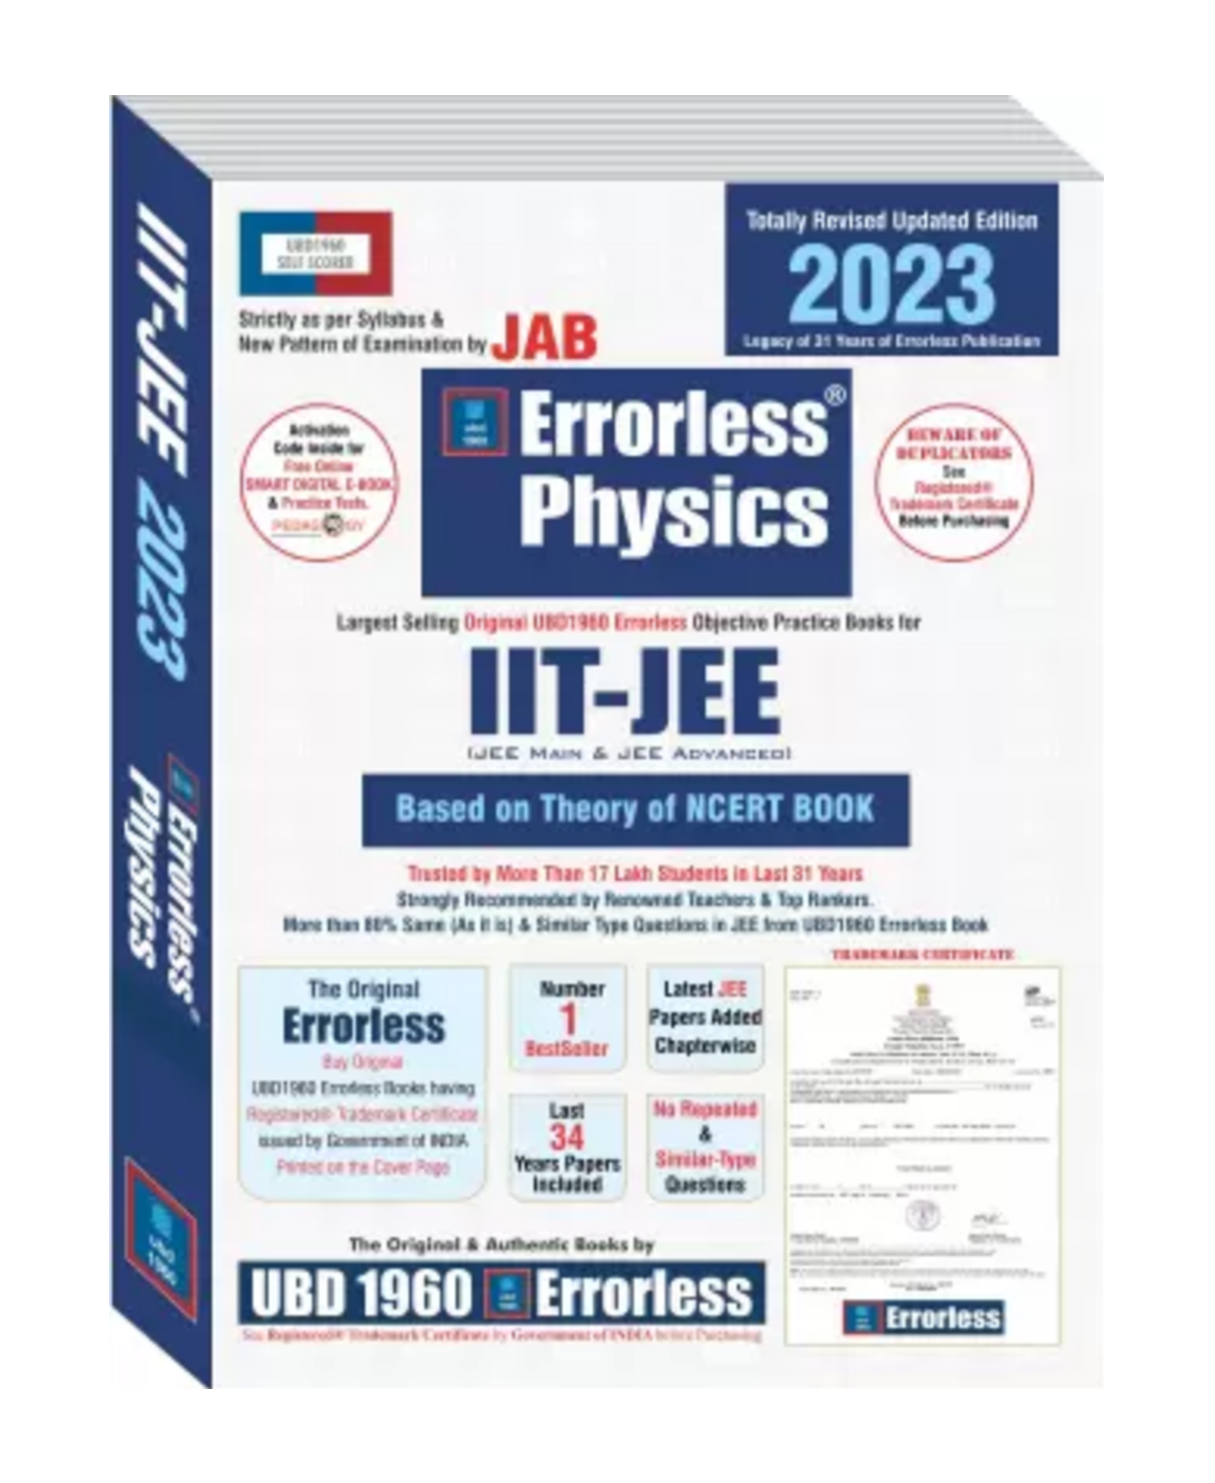 IIT-JEE 2023
Errorless®
Physics
UBD
1960
UBD1960
SELF SCORER
Totally Revised Updated Edition
2023
Legacy of 31 Years of Errorless Publication
Strictly as per Syllabus &
New Pattern of Examination by JAB
Activation
Code Inside for
Free Online
SMART DIGITAL E-BOOK
& Practice Tests.
Errorless®
Physics
BEWARE OF
DUPLICATORS
See
Registered®
Trademark Certificate
Before Purchasing
Largest Selling Original UBD1960 Errorless Objective Practice Books for
IIT-JEE
(JEE MAIN & JEE ADVANCED)
Based on Theory of NCERT BOOK
Trusted by More Than 17 Lakh Students in Last 31 Years
Strongly Recommended by Renowned Teachers & Top Rankers.
More than 80% Same (As it is) & Similar Type Questions in JEE from UBD1960 Errorless Book
The Original
Errorless
Buy Original
UBD1960 Errorless Books having
Registered® Trademark Certificate
issued by Government of INDIA
Printed on the Cover Page
Number
1
BestSeller
Latest JEE
Papers Added
Chapterwise
Last
34
Years Papers
Included
No Repeated
&
Similar-Type
Questions
TRADEMARK CERTIFICATE
Errorless
The Original & Authentic Books by
UBD 1960 Errorless
See Registered® Trademark Certificate by Government of INDIA before Purchasing